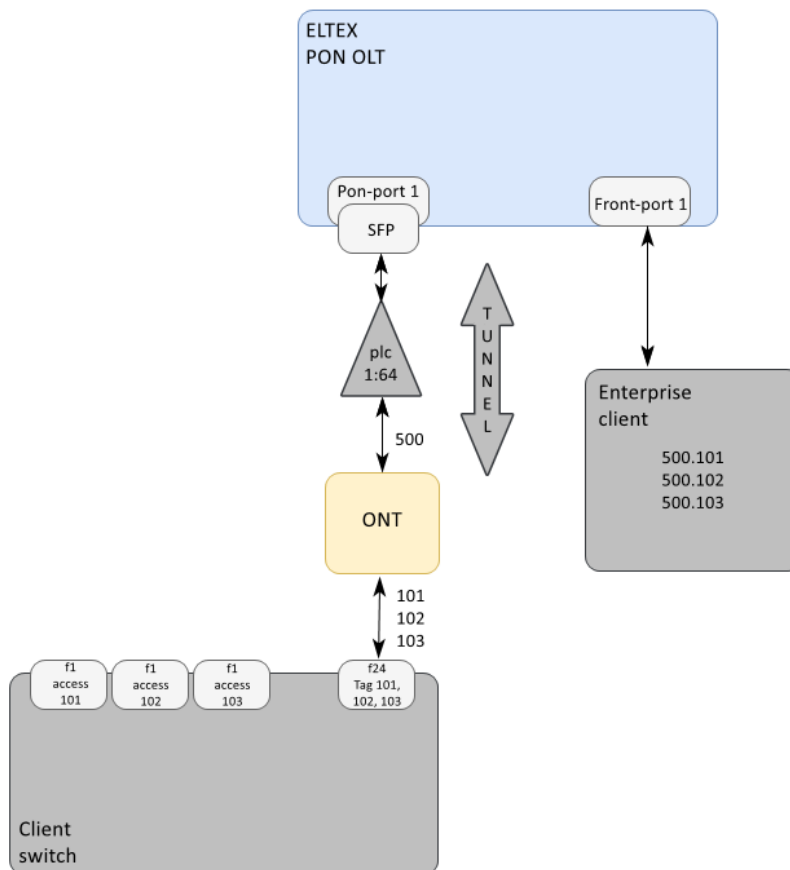 ELTEX
PON OLT
Pon-port 1
SFP
Front-port 1
plc
1:64
T
U
N
N
E
L
500
Enterprise
client
500.101
500.102
500.103
ONT
101
102
103
f1
access
101
f1
access
102
f1
access
103
f24
Tag 101,
102, 103
Client
switch